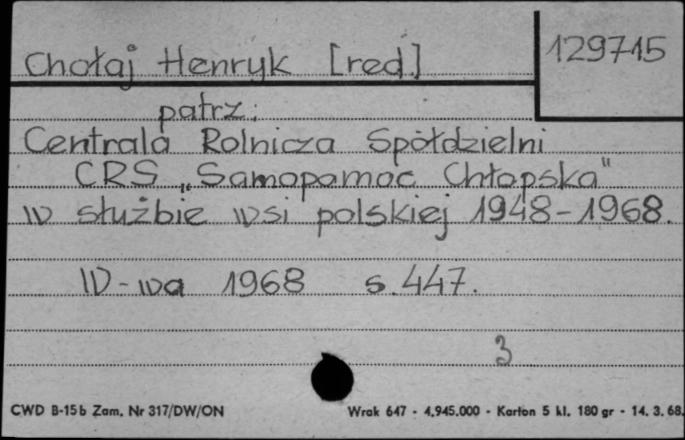 Chołaj Henryk [red.]
129715
patrz:
Centrala Rolnicza Spółdzielni
CRS „Samopomoc Chłopska"
w służbie wsi polskiej 1948-1968.
W-wa 1968 s. 447.
3
CWD B-15b Zam. Nr 317/DW/ON
Wrak 647 - 4.945.000 - Karton 5 kl. 180 gr - 14. 3. 68.